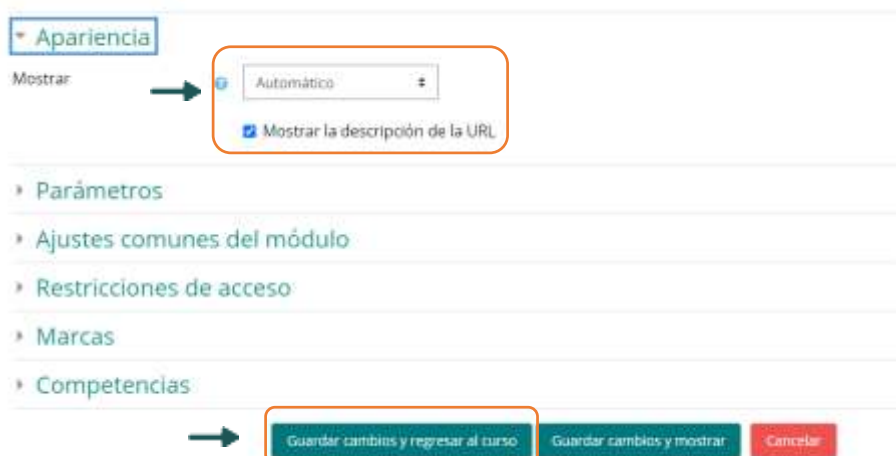 Apariencia
Mostrar
Automático
Mostrar la descripción de la URL
Parámetros
Ajustes comunes del módulo
Restricciones de acceso
Marcas
Competencias
Guardar cambios y regresar al curso Guardar cambios y mostrar Cancelar